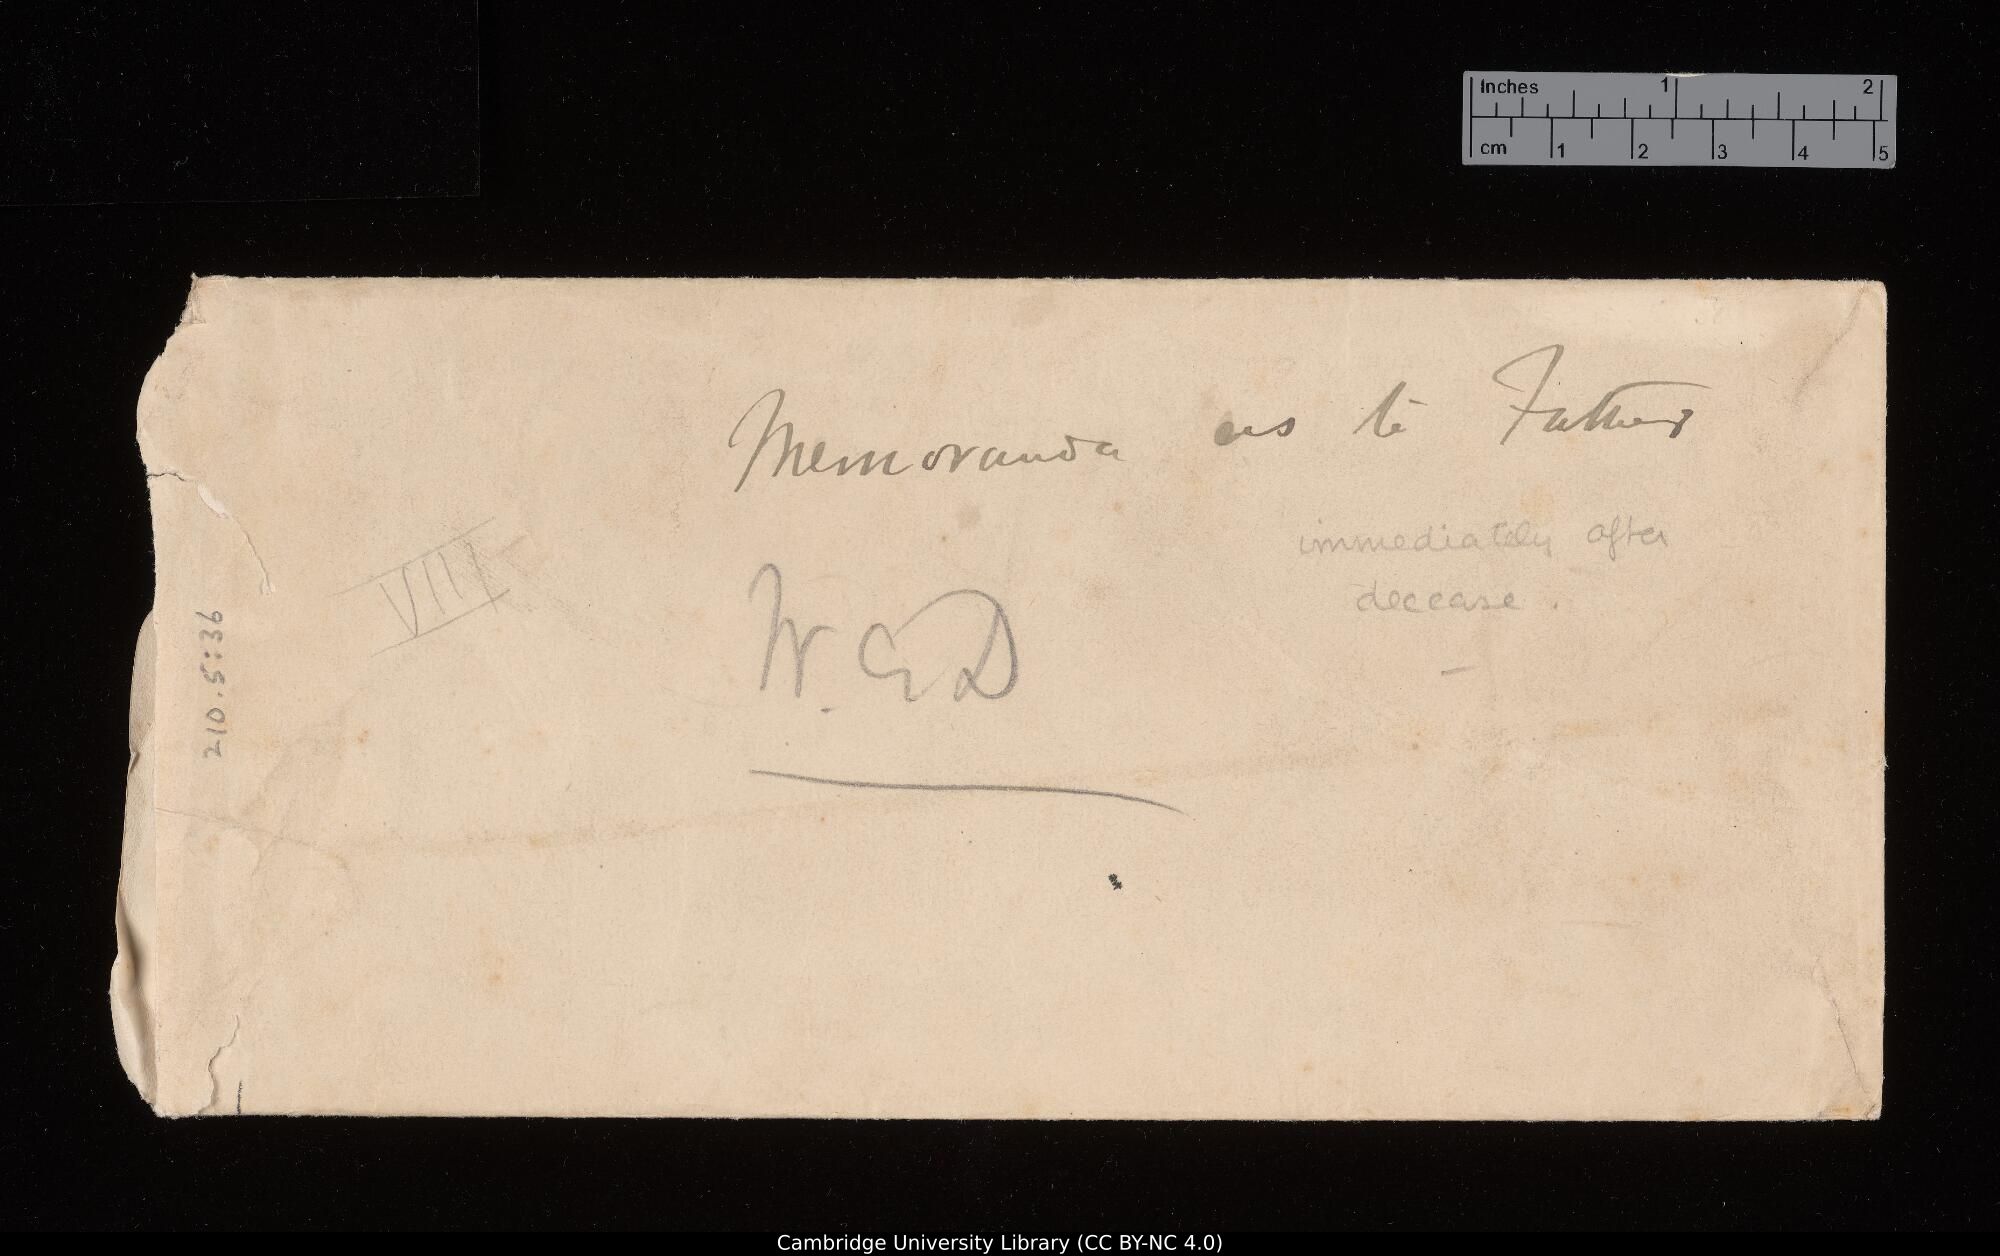 Inches 1 2
cm 1 2 3 4 5
Memoranda as to Father
immediately after
decease.
VIII
W. E D
210.5:36
Cambridge University Library (CC BY-NC 4.0)